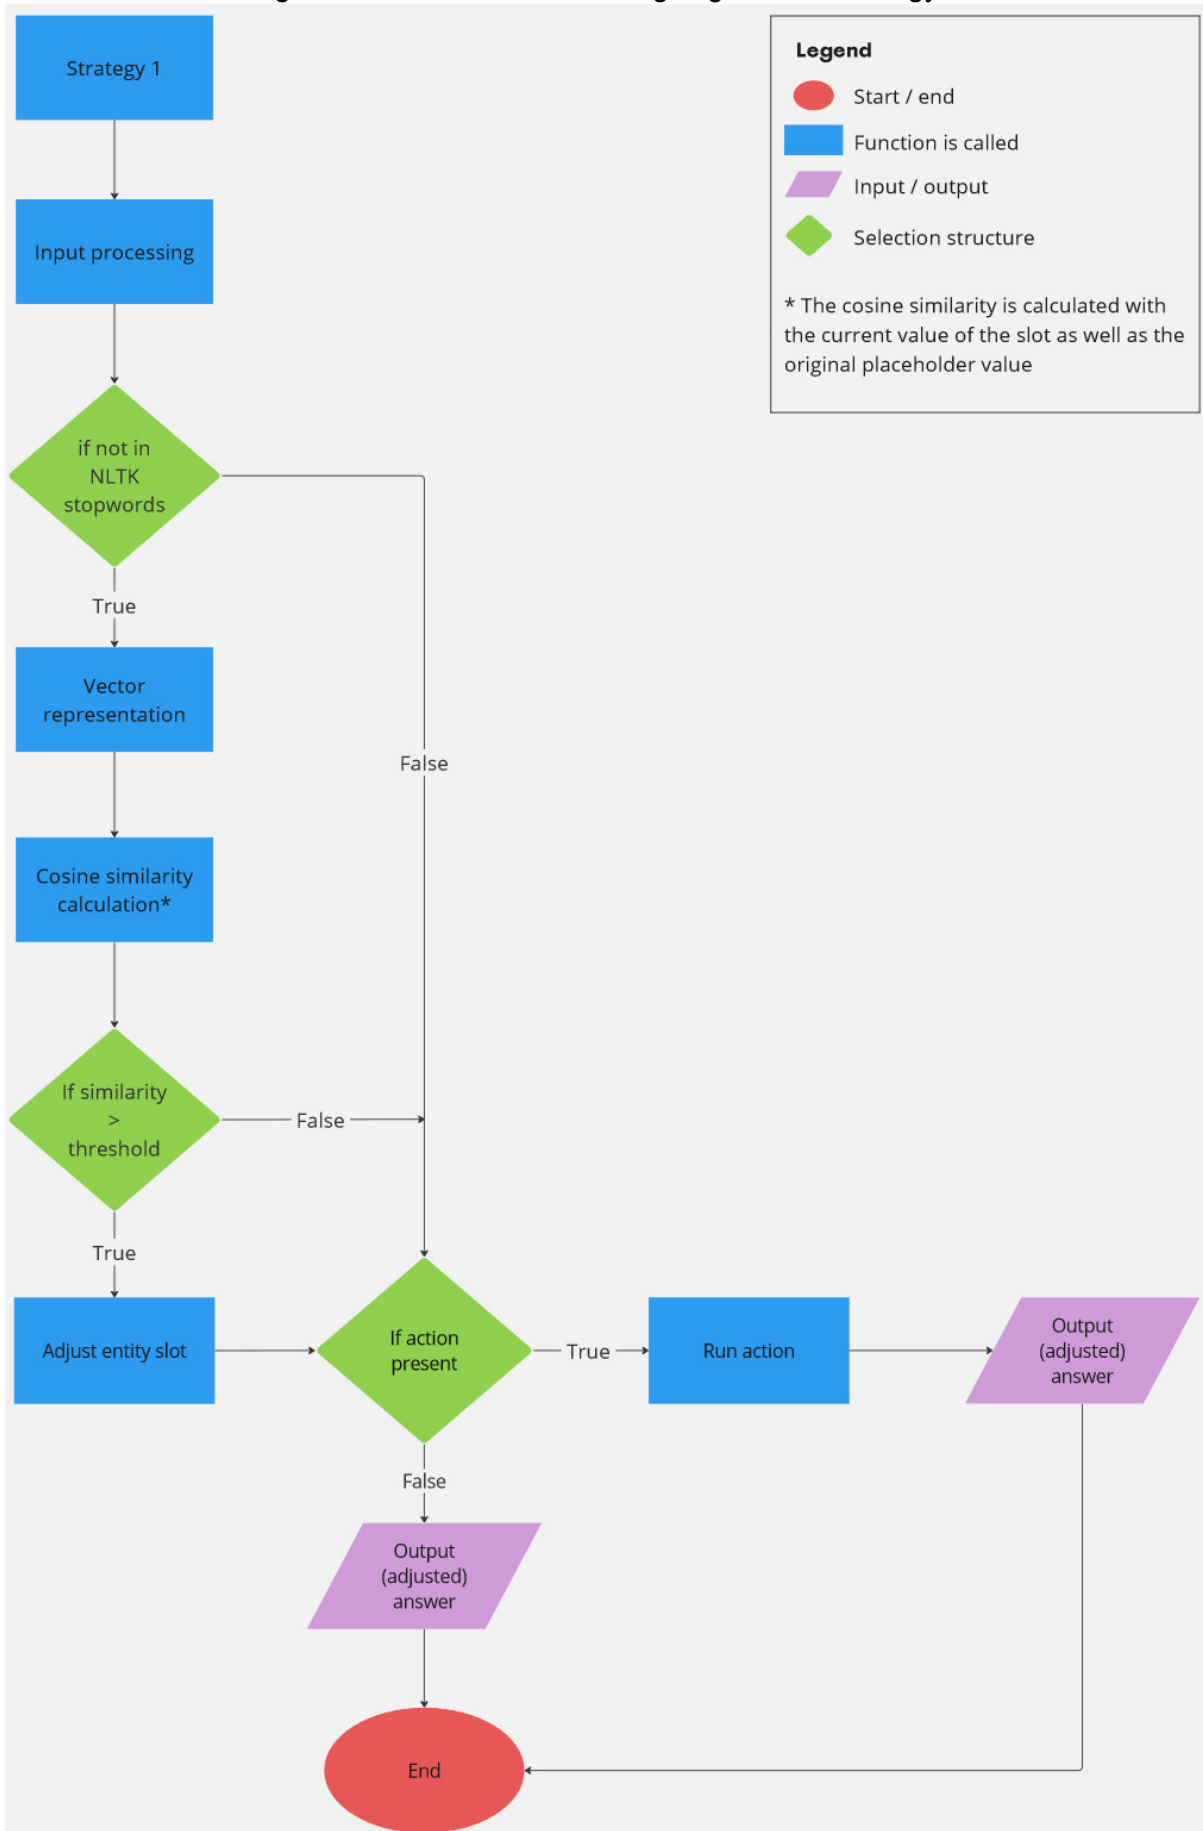 Strategy 1
Legend
Start / end
Function is called
Input / output
Selection structure
* The cosine similarity is calculated with
the current value of the slot as well as the
original placeholder value
Input processing
if not in
NLTK
stopwords
True
False
Vector
representation
Cosine similarity
calculation*
If similarity
>
threshold
False
True
Adjust entity slot
If action
present
True
Run action
Output
(adjusted)
answer
False
Output
(adjusted)
answer
End